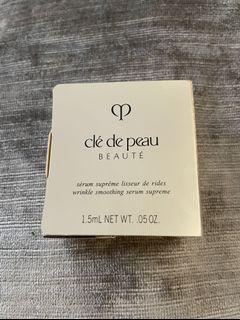 clé de peau
BEAUTÉ
sérum suprême lisseur de rides
wrinkle smoothing serum supreme
1.5mL NET WT. .05 OZ.